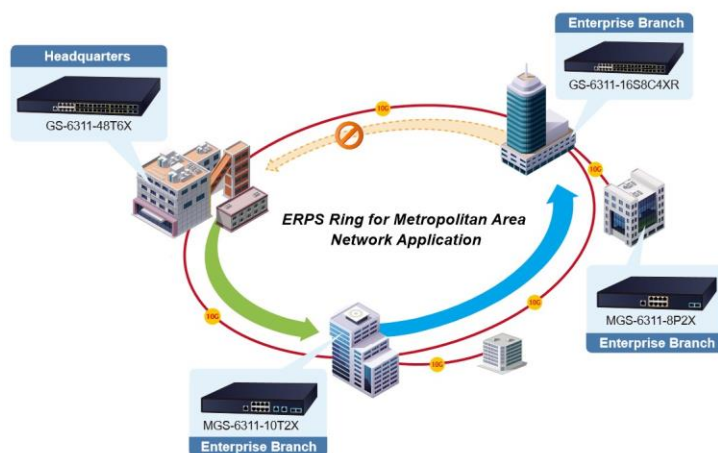 Enterprise Branch
GS-6311-16S8C4XR
Headquarters
GS-6311-48T6X
10G
10G
ERPS Ring for Metropolitan Area
Network Application
10G
MGS-6311-8P2X
Enterprise Branch
10G
10G
10G
MGS-6311-10T2X
Enterprise Branch